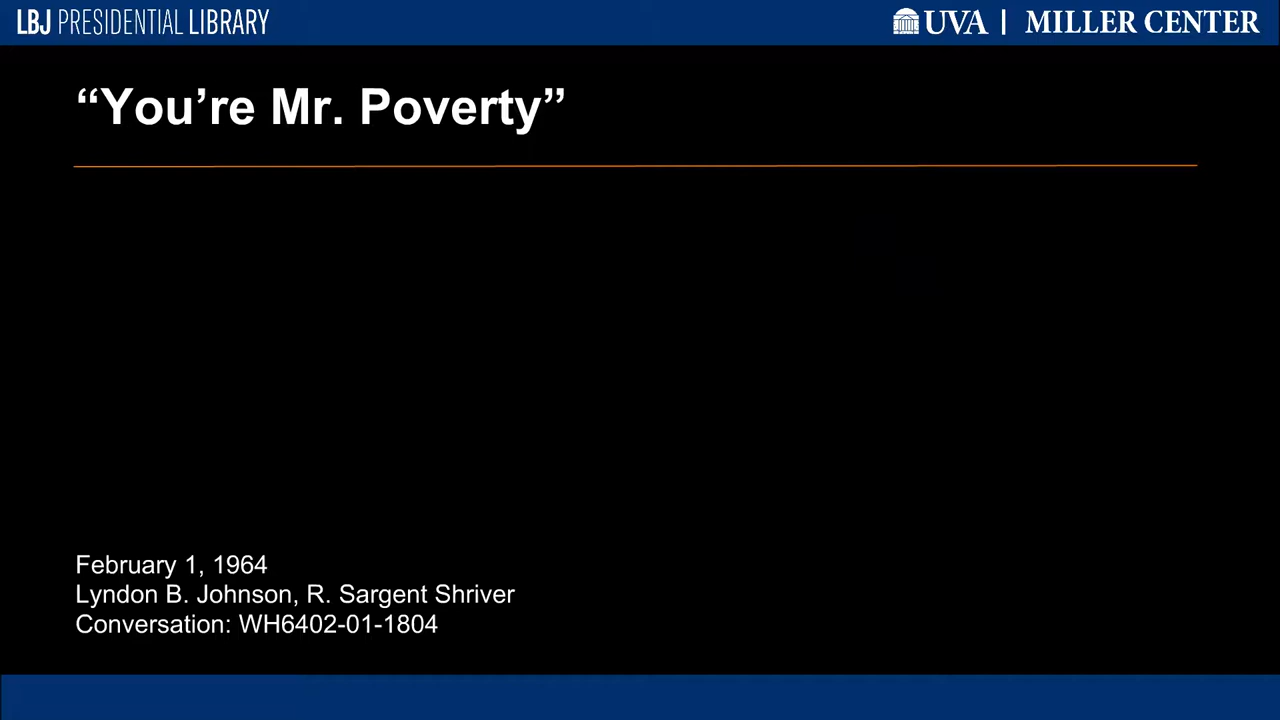 LBJ PRESIDENTIAL LIBRARY
UVA | MILLER CENTER
“You’re Mr. Poverty”
February 1, 1964
Lyndon B. Johnson, R. Sargent Shriver
Conversation: WH6402-01-1804